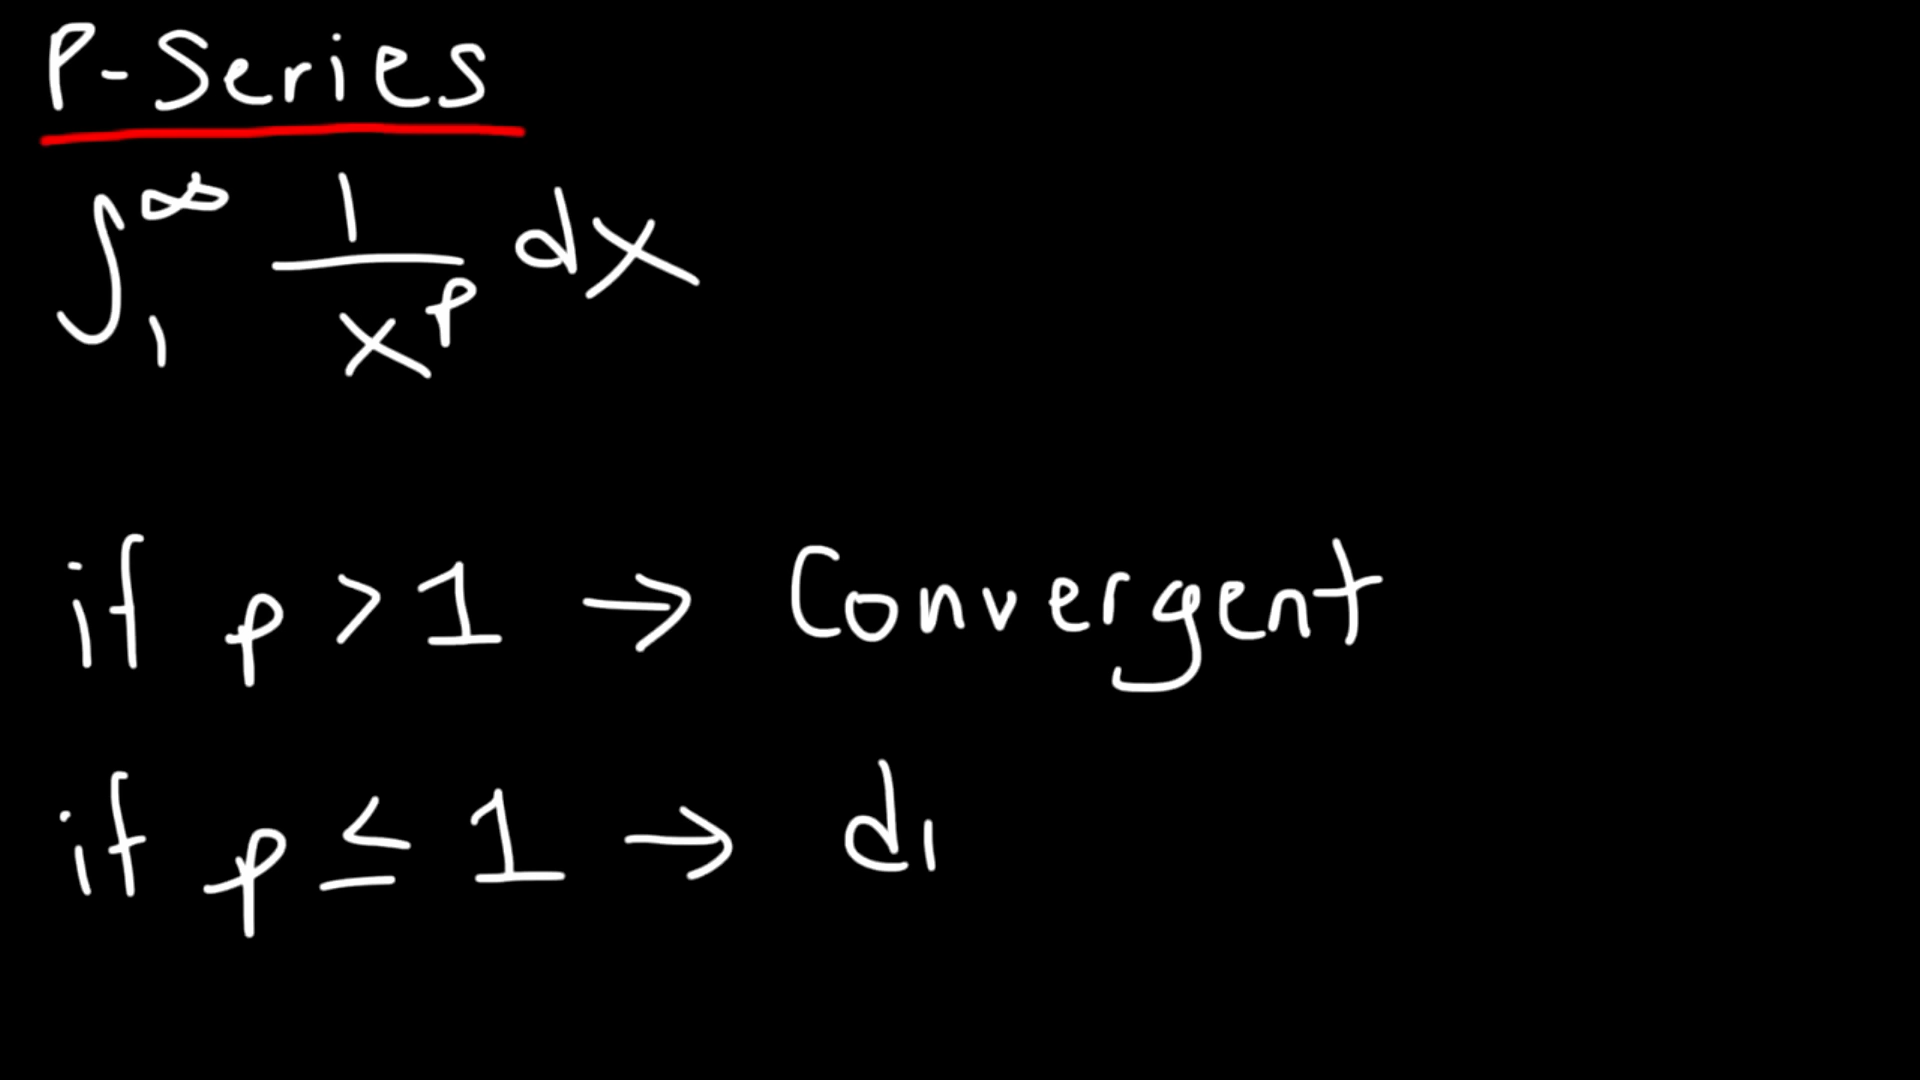 P-Series
∫₁^∞ 1/x^p dx
if p > 1 → Convergent
if p ≤ 1 → di